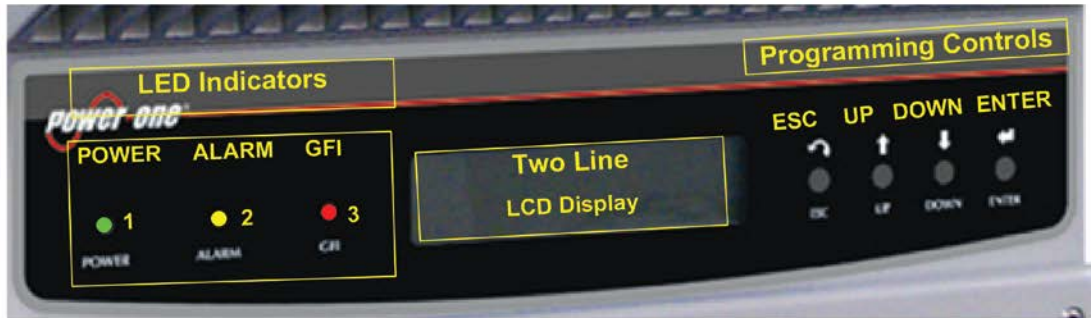 LED Indicators
Programming Controls
power-one
POWER ALARM GFI
1 2 3
POWER ALARM GFI
Two Line
LCD Display
ESC UP DOWN ENTER
ESC UP DOWN ENTER